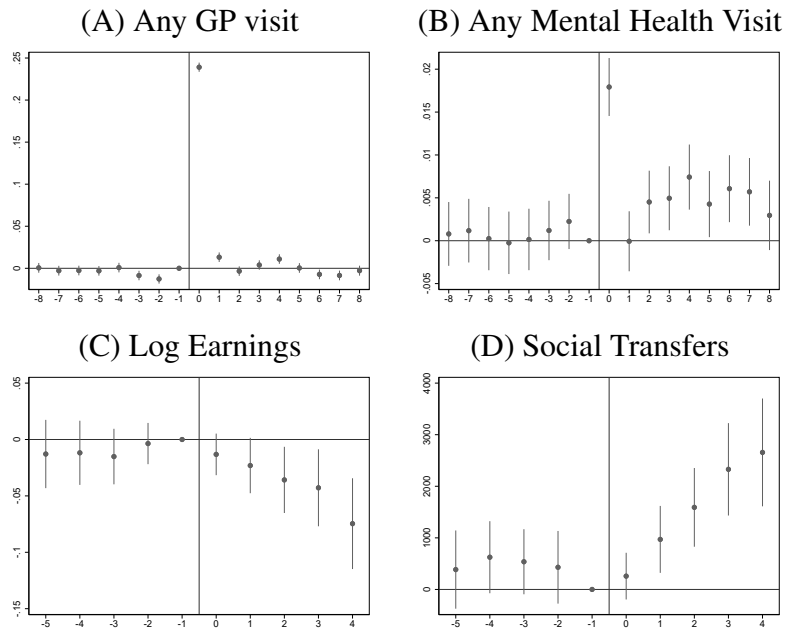 (A) Any GP visit
(B) Any Mental Health Visit
.25
.2
.15
.1
.05
0
-8 -7 -6 -5 -4 -3 -2 -1 0 1 2 3 4 5 6 7 8
.02
.015
.01
.005
0
-.005
-8 -7 -6 -5 -4 -3 -2 -1 0 1 2 3 4 5 6 7 8
(C) Log Earnings
(D) Social Transfers
.05
0
-.05
-.1
-.15
-5 -4 -3 -2 -1 0 1 2 3 4
4000
3000
2000
1000
0
-5 -4 -3 -2 -1 0 1 2 3 4